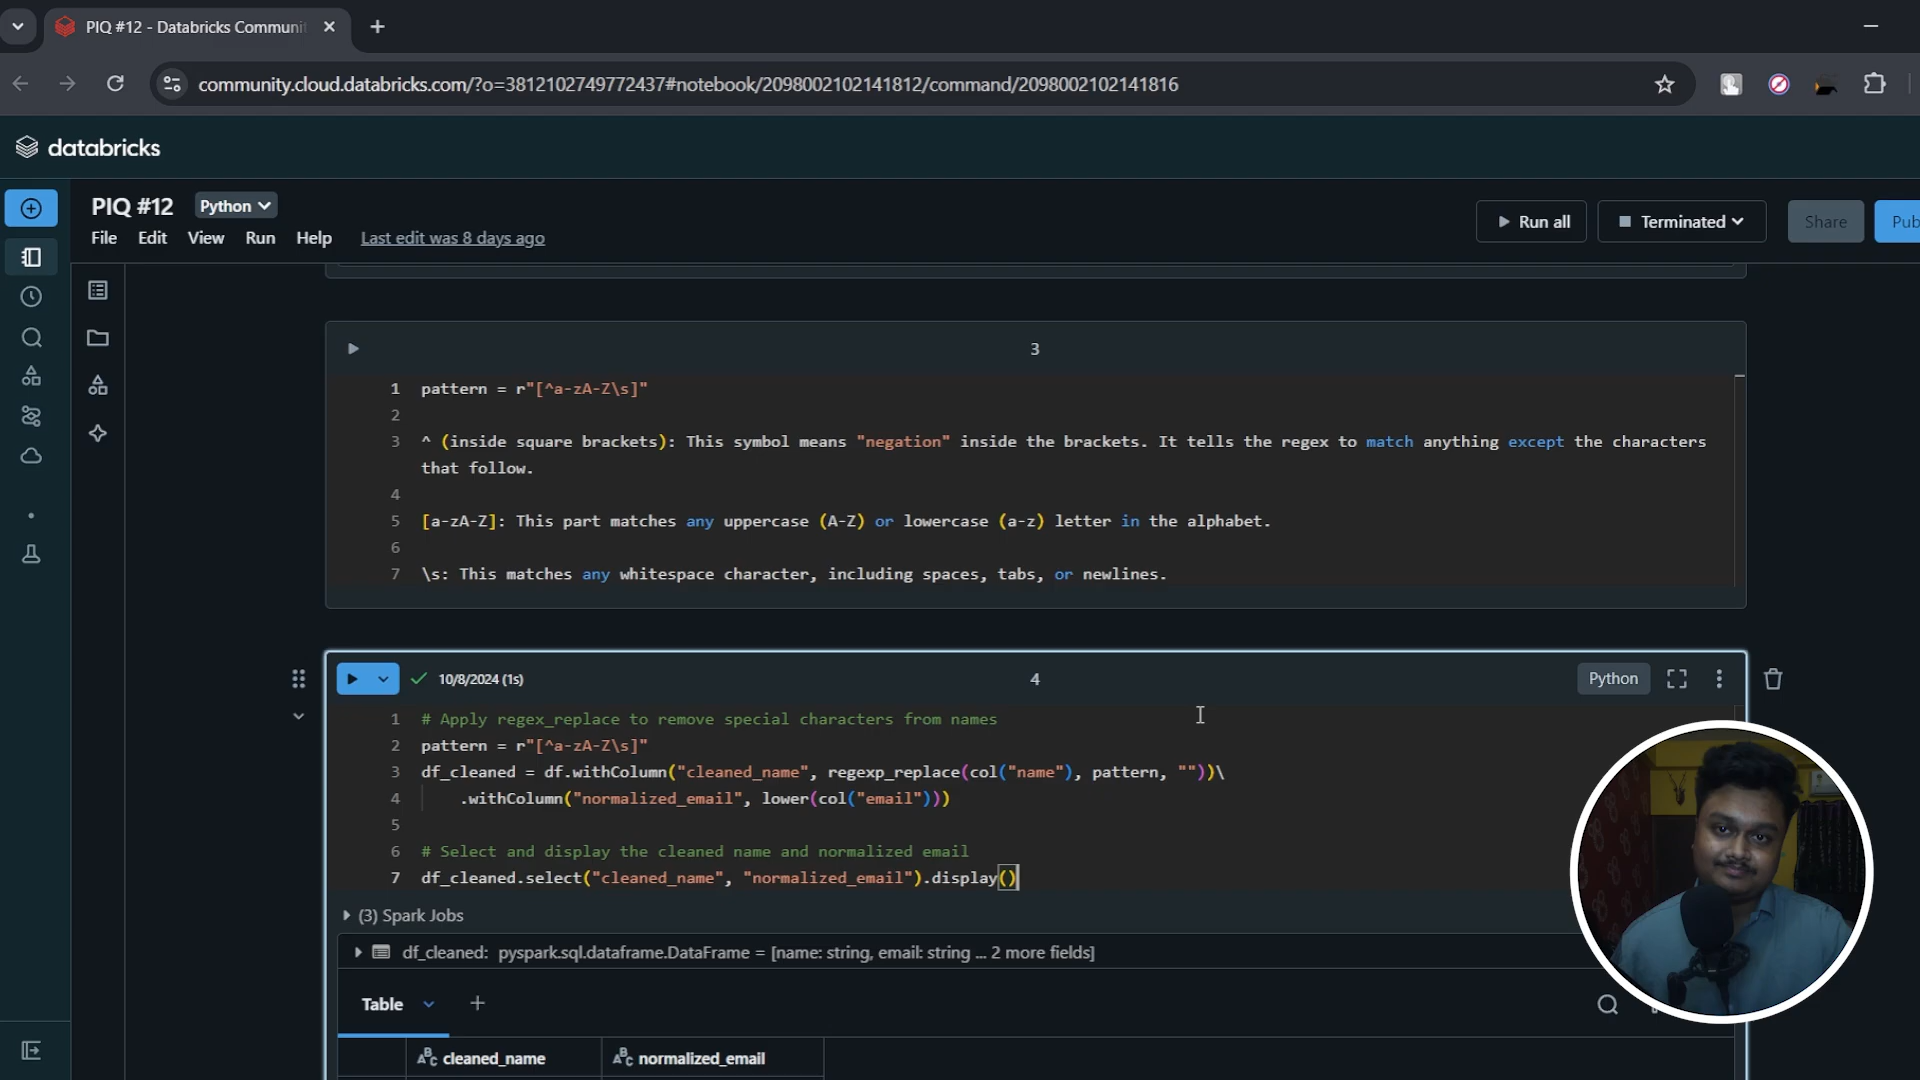 PIQ #12 - Databricks Communi
community.cloud.databricks.com/?o=3812102749772437#notebook/2098002102141812/command/2098002102141816
databricks
PIQ #12 Python
File Edit View Run Help Last edit was 8 days ago
Run all Terminated Share Pub
3
1 pattern = r"[^a-zA-Z\s]"
2
3 ^ (inside square brackets): This symbol means "negation" inside the brackets. It tells the regex to match anything except the characters
that follow.
4
5 [a-zA-Z]: This part matches any uppercase (A-Z) or lowercase (a-z) letter in the alphabet.
6
7 \s: This matches any whitespace character, including spaces, tabs, or newlines.
10/8/2024 (1s) 4 Python
1 # Apply regex_replace to remove special characters from names
2 pattern = r"[^a-zA-Z\s]"
3 df_cleaned = df.withColumn("cleaned_name", regexp_replace(col("name"), pattern, ""))\
4 .withColumn("normalized_email", lower(col("email")))
5
6 # Select and display the cleaned name and normalized email
7 df_cleaned.select("cleaned_name", "normalized_email").display()
(3) Spark Jobs
df_cleaned: pyspark.sql.dataframe.DataFrame = [name: string, email: string ... 2 more fields]
Table +
ABC cleaned_name ABC normalized_email